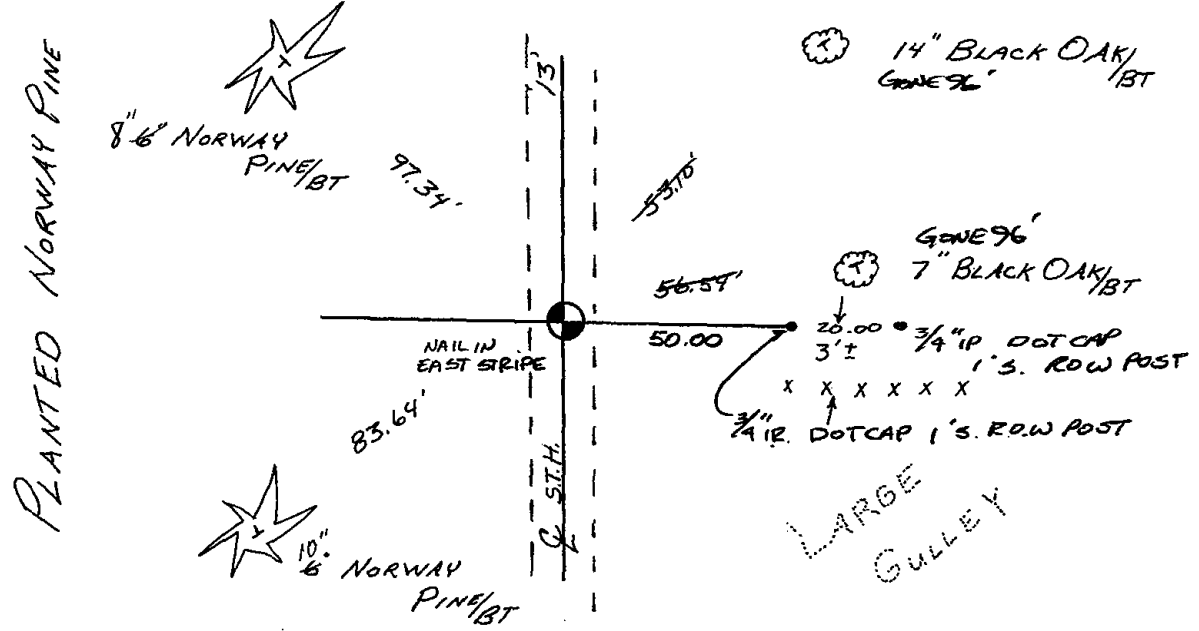 PLANTED NORWAY PINE
14" BLACK OAK/BT
GONE 96'
8" 6" NORWAY
PINE/BT
97.34'
13'
53.10'
GONE 96'
7" BLACK OAK/BT
56.59'
50.00
20.00
3'±
3/4" IP DOT CAP
1'S. ROW POST
NAIL IN
EAST STRIPE
X X X X X X
3/4" IR. DOTCAP 1'S. R.O.W POST
83.64'
C L S.T.H.
LARGE
GULLEY
10"
6" NORWAY
PINE/BT